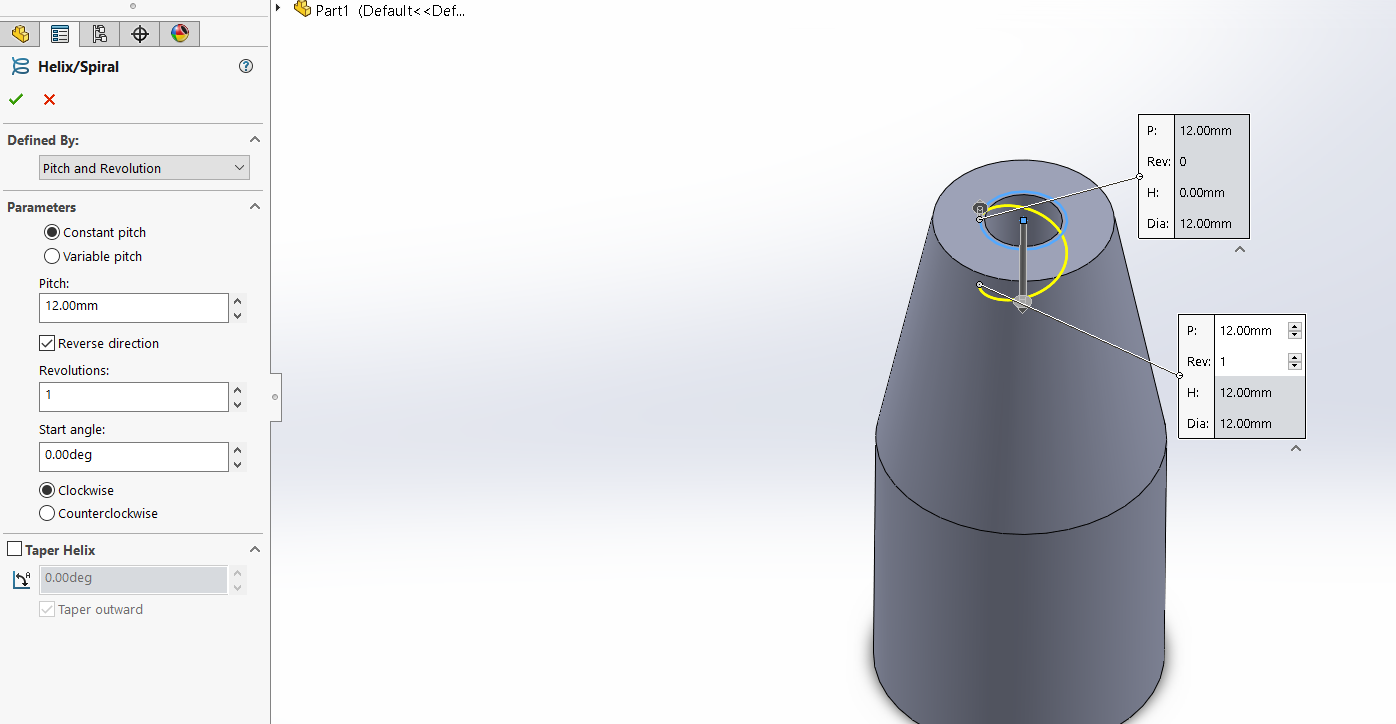 Part1 (Default<<Def...
Helix/Spiral
Defined By:
Pitch and Revolution
Parameters
Constant pitch
Variable pitch
Pitch:
12.00mm
Reverse direction
Revolutions:
1
Start angle:
0.00deg
Clockwise
Counterclockwise
Taper Helix
0.00deg
Taper outward
P: 12.00mm
Rev: 0
H: 0.00mm
Dia: 12.00mm
P: 12.00mm
Rev: 1
H: 12.00mm
Dia: 12.00mm